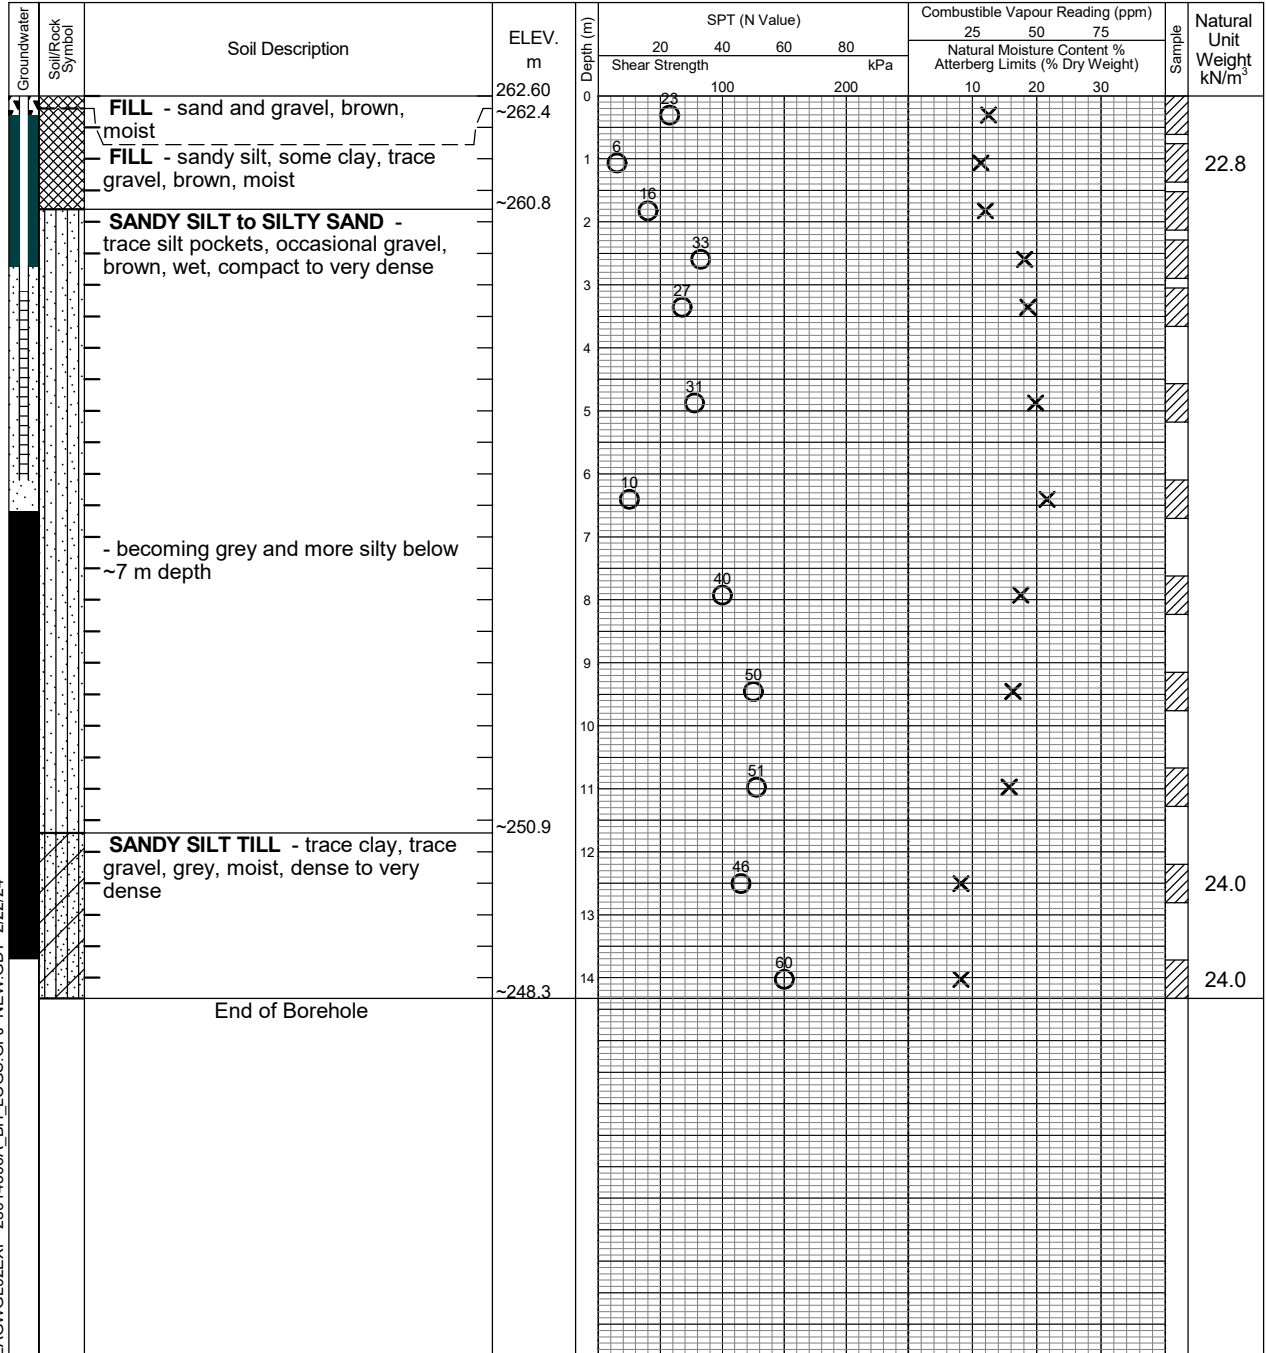 Groundwater
Soil/Rock
Symbol
Soil Description
ELEV.
m
Depth (m)
SPT (N Value)
20 40 60 80
Shear Strength kPa
100 200
Combustible Vapour Reading (ppm)
25 50 75
Natural Moisture Content %
Atterberg Limits (% Dry Weight)
10 20 30
Sample
Natural
Unit
Weight
kN/m³
262.60
0
FILL - sand and gravel, brown,
moist
~262.4
23
FILL - sandy silt, some clay, trace
gravel, brown, moist
6
1
22.8
16
~260.8
SANDY SILT to SILTY SAND -
trace silt pockets, occasional gravel,
brown, wet, compact to very dense
2
33
3
27
4
31
5
6
10
7
- becoming grey and more silty below
~7 m depth
40
8
9
50
10
51
11
~250.9
SANDY SILT TILL - trace clay, trace
gravel, grey, moist, dense to very
dense
12
46
24.0
13
60
14
24.0
~248.3
End of Borehole
2/22/24